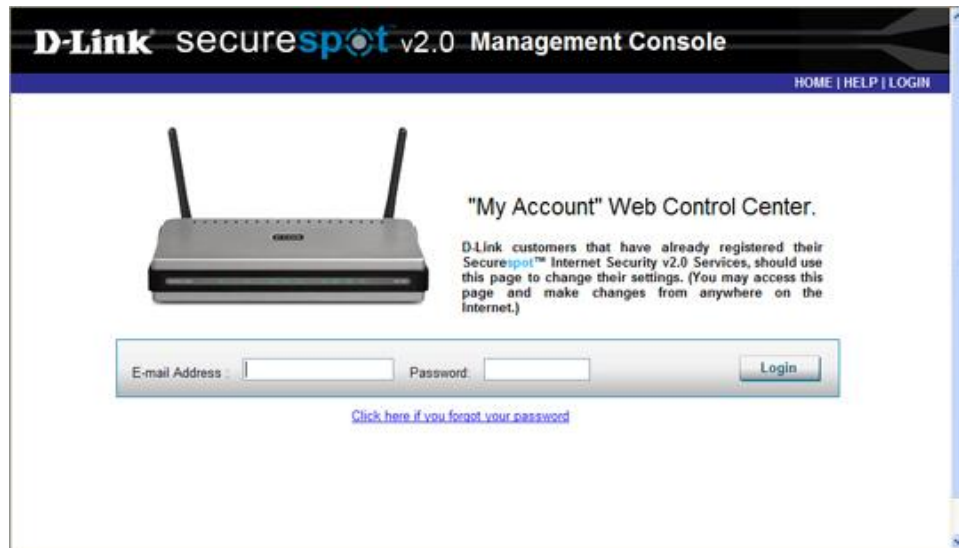 D-Link securespot v2.0 Management Console
HOME | HELP | LOGIN
"My Account" Web Control Center.
D-Link customers that have already registered their
Securespot™ Internet Security v2.0 Services, should use
this page to change their settings. (You may access this
page and make changes from anywhere on the
Internet.)
E-mail Address :
Password:
Login
Click here if you forgot your password